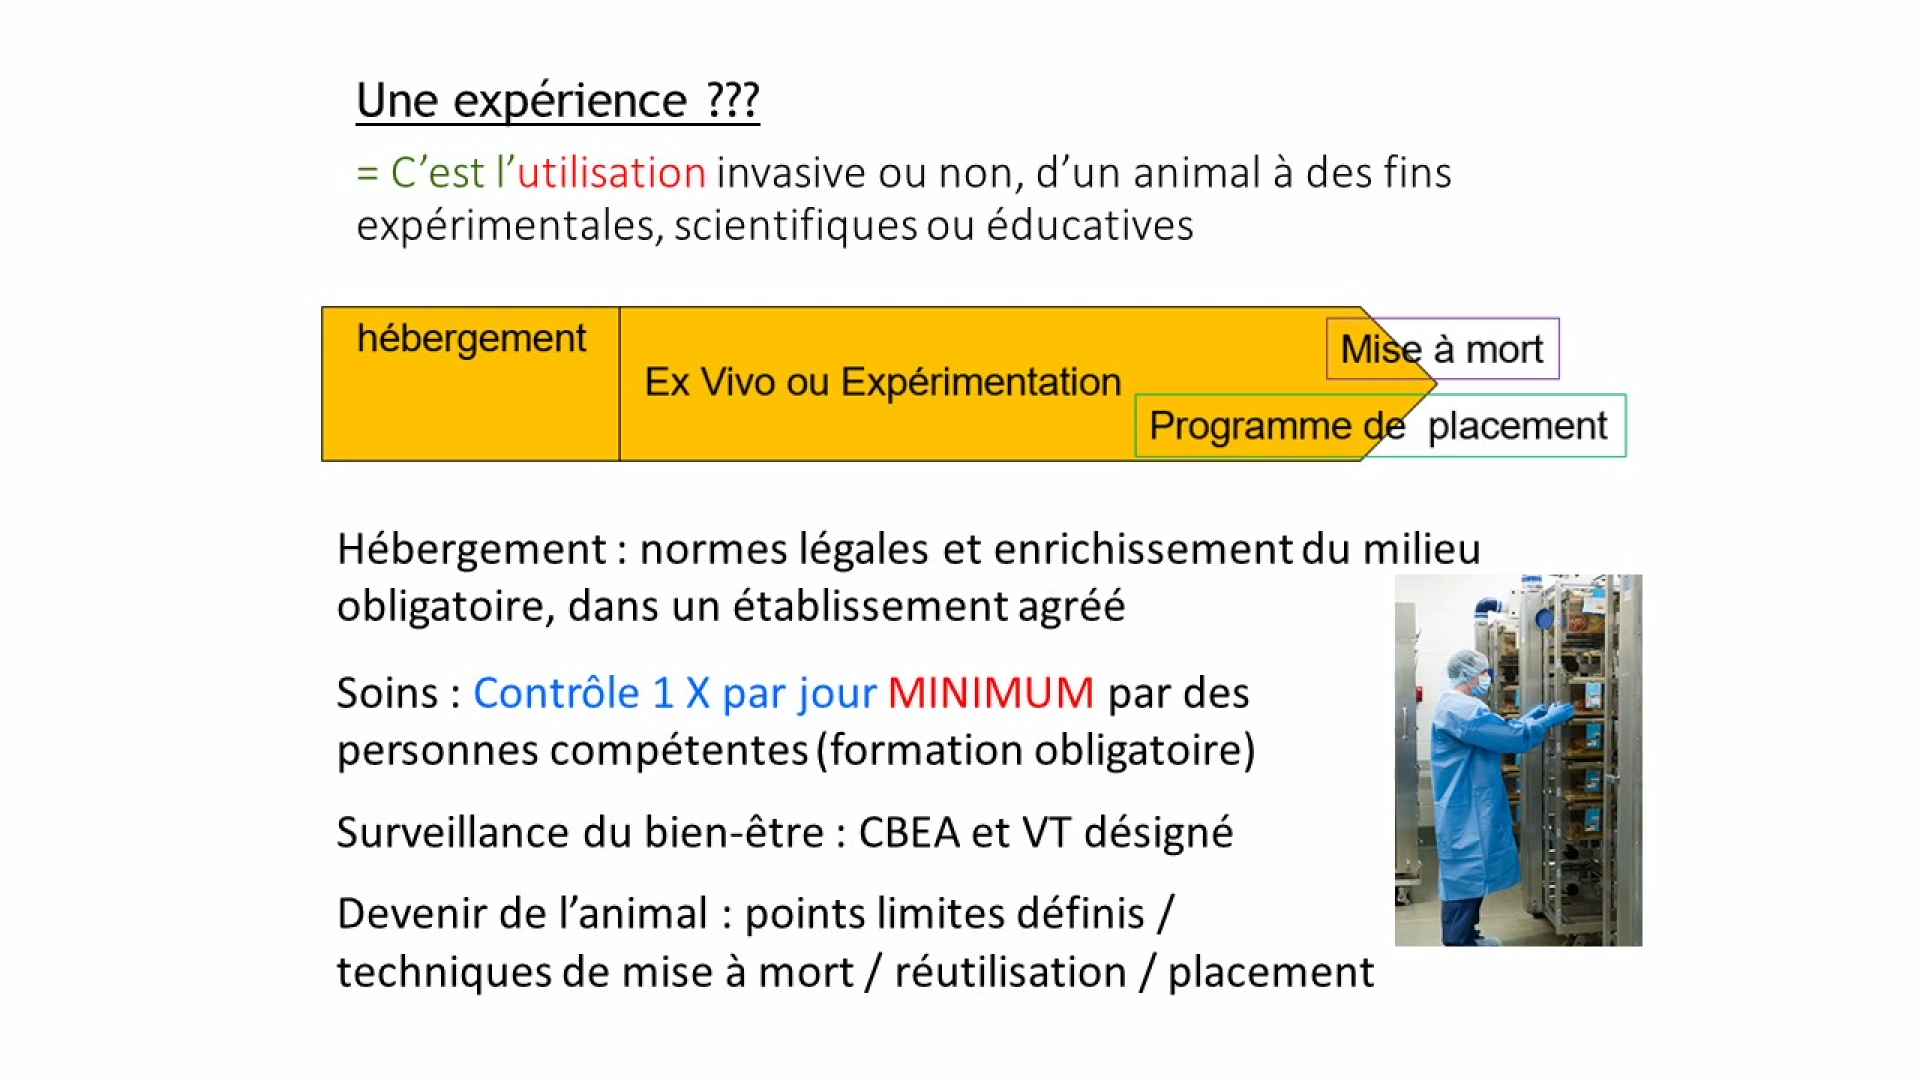 Une expérience ???
= C’est l’utilisation invasive ou non, d’un animal à des fins
expérimentales, scientifiques ou éducatives
hébergement
Ex Vivo ou Expérimentation
Mise à mort
Programme de placement
Hébergement : normes légales et enrichissement du milieu
obligatoire, dans un établissement agréé
Soins : Contrôle 1 X par jour MINIMUM par des
personnes compétentes (formation obligatoire)
Surveillance du bien-être : CBEA et VT désigné
Devenir de l’animal : points limites définis /
techniques de mise à mort / réutilisation / placement